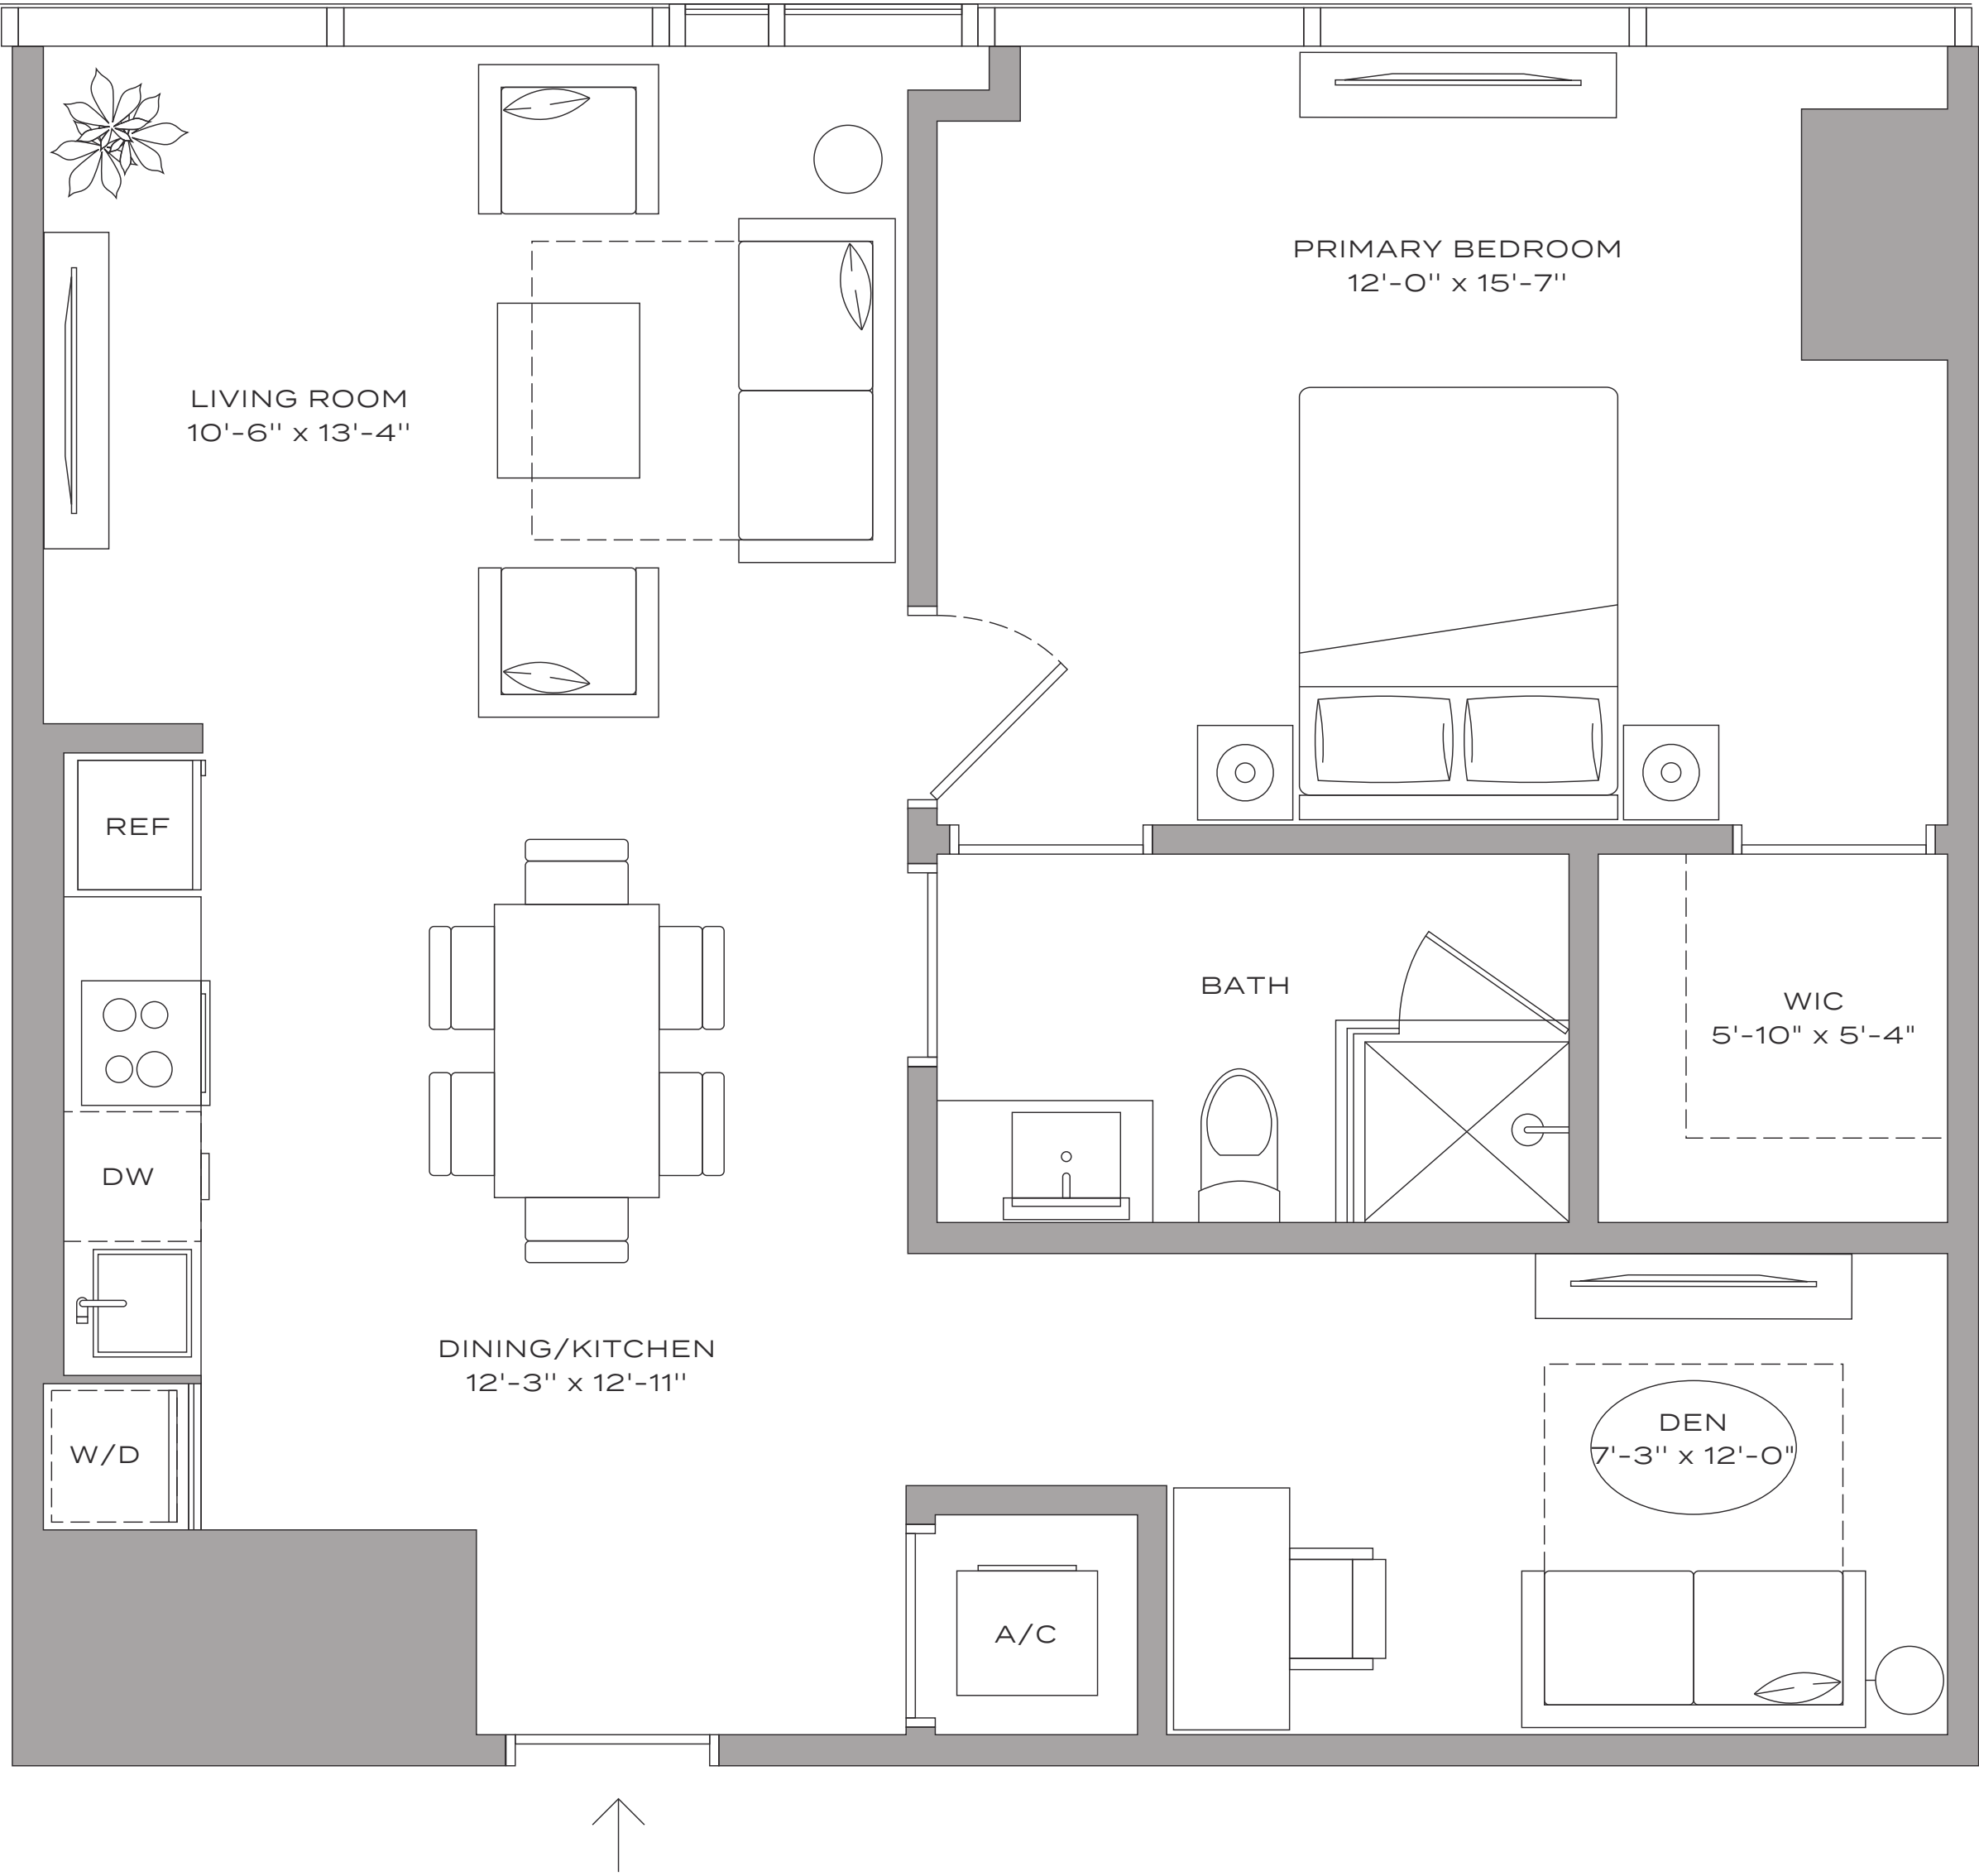 PRIMARY BEDROOM
12'-0" x 15'-7"
LIVING ROOM
10'-6" x 13'-4"
REF
BATH
WIC
5'-10" x 5'-4"
DW
DINING/KITCHEN
12'-3" x 12'-11"
DEN
7'-3" x 12'-0"
W/D
A/C